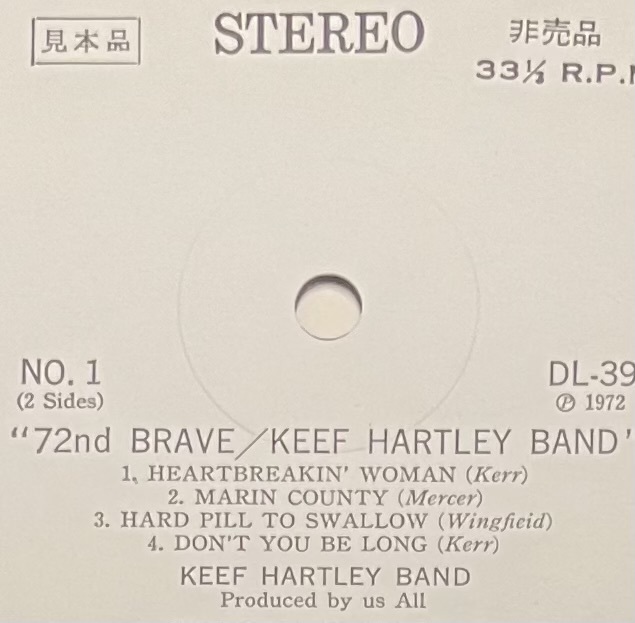 見本品
STEREO
非売品
33⅓ R.P.
NO. 1
(2 Sides)
DL-39
Ⓟ 1972
"72nd BRAVE/KEEF HARTLEY BAND"
1, HEARTBREAKIN' WOMAN (Kerr)
2. MARIN COUNTY (Mercer)
3. HARD PILL TO SWALLOW (Wingfieid)
4. DON'T YOU BE LONG (Kerr)
KEEF HARTLEY BAND
Produced by us All